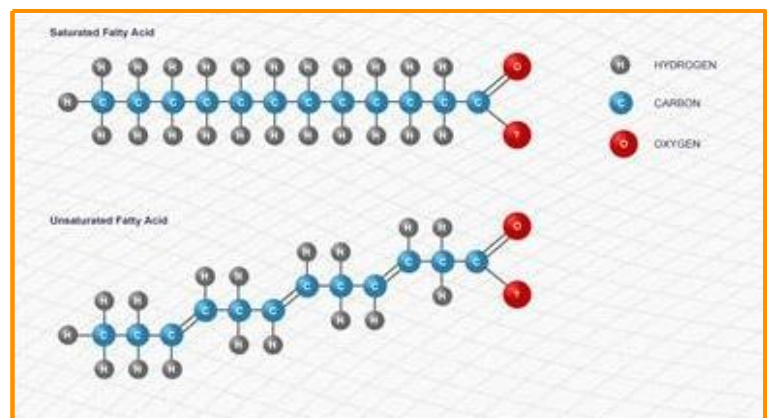 Saturated Fatty Acid
H H H H H H H H H H H O
H C C C C C C C C C C C C
H H H H H H H H H H H T
H HYDROGEN
C CARBON
O OXYGEN
Unsaturated Fatty Acid
H H O
H H C C C
H H C C C H T
H H C C C H H
H C C C H H
H H H